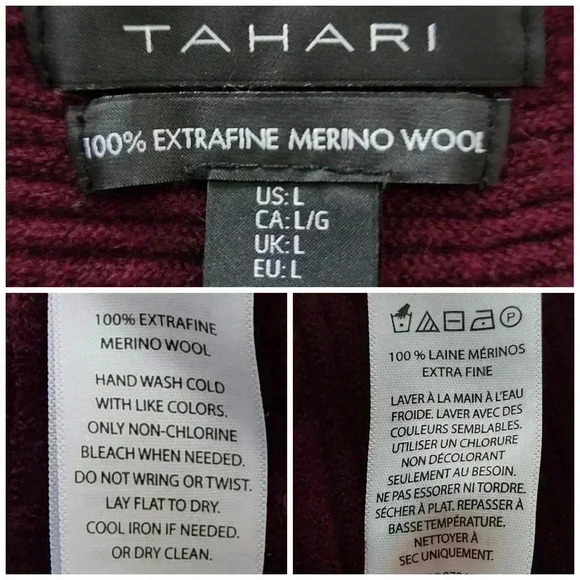 TAHARI
100% EXTRAFINE MERINO WOOL
US: L
CA: L/G
UK: L
EU: L
100% EXTRAFINE
MERINO WOOL
HAND WASH COLD
WITH LIKE COLORS.
ONLY NON-CHLORINE
BLEACH WHEN NEEDED.
DO NOT WRING OR TWIST.
LAY FLAT TO DRY.
COOL IRON IF NEEDED.
OR DRY CLEAN.
P
100 % LAINE MÉRINOS
EXTRA FINE
LAVER À LA MAIN À L'EAU
FROIDE. LAVER AVEC DES
COULEURS SEMBLABLES.
UTILISER UN CHLORURE
NON DÉCOLORANT
SEULEMENT AU BESOIN.
NE PAS ESSORER NI TORDRE.
SÉCHER À PLAT. REPASSER À
BASSE TEMPÉRATURE.
NETTOYER À
SEC UNIQUEMENT.